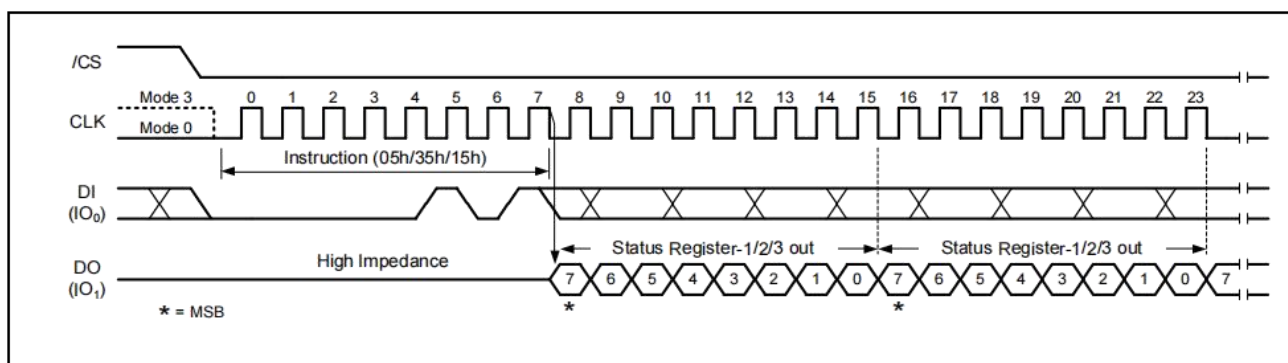 /CS
Mode 3
0 1 2 3 4 5 6 7 8 9 10 11 12 13 14 15 16 17 18 19 20 21 22 23
CLK
Mode 0
Instruction (05h/35h/15h)
DI
(IO₀)
Status Register-1/2/3 out Status Register-1/2/3 out
High Impedance
DO
(IO₁)
7 6 5 4 3 2 1 0 7 6 5 4 3 2 1 0 7
* *
* = MSB